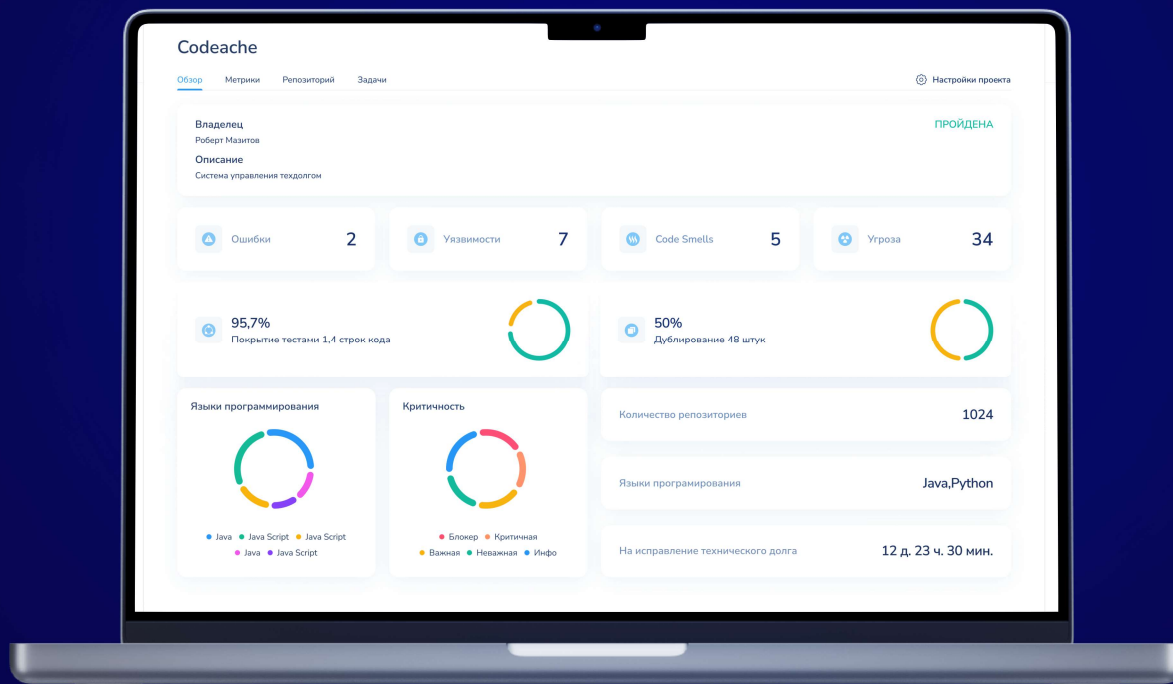 Codeache
Обзор Метрики Репозиторий Задачи Настройки проекта
Владелец ПРОЙДЕНА
Роберт Мазитов
Описание
Система управления техдолгом
Ошибки 2 Уязвимости 7 Code Smells 5 Угроза 34
95,7%
Покрытие тестами 1,4 строк кода
50%
Дублирование 48 штук
Языки программирования
Java Java Script Java Script
Java Java Script
Критичность
Блокер Критичная
Важная Неважная Инфо
Количество репозиториев 1024
Языки програмирования Java,Python
На исправление технического долга 12 д. 23 ч. 30 мин.